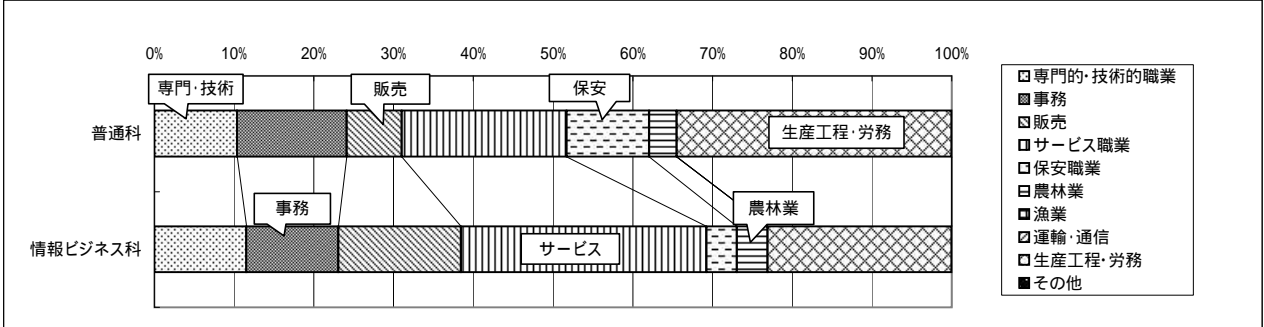 0% 10% 20% 30% 40% 50% 60% 70% 80% 90% 100%
専門・技術
販売
保安
普通科
生産工程・労務
事務
農林業
情報ビジネス科
サービス
専門的・技術的職業
事務
販売
サービス職業
保安職業
農林業
漁業
運輸・通信
生産工程・労務
その他